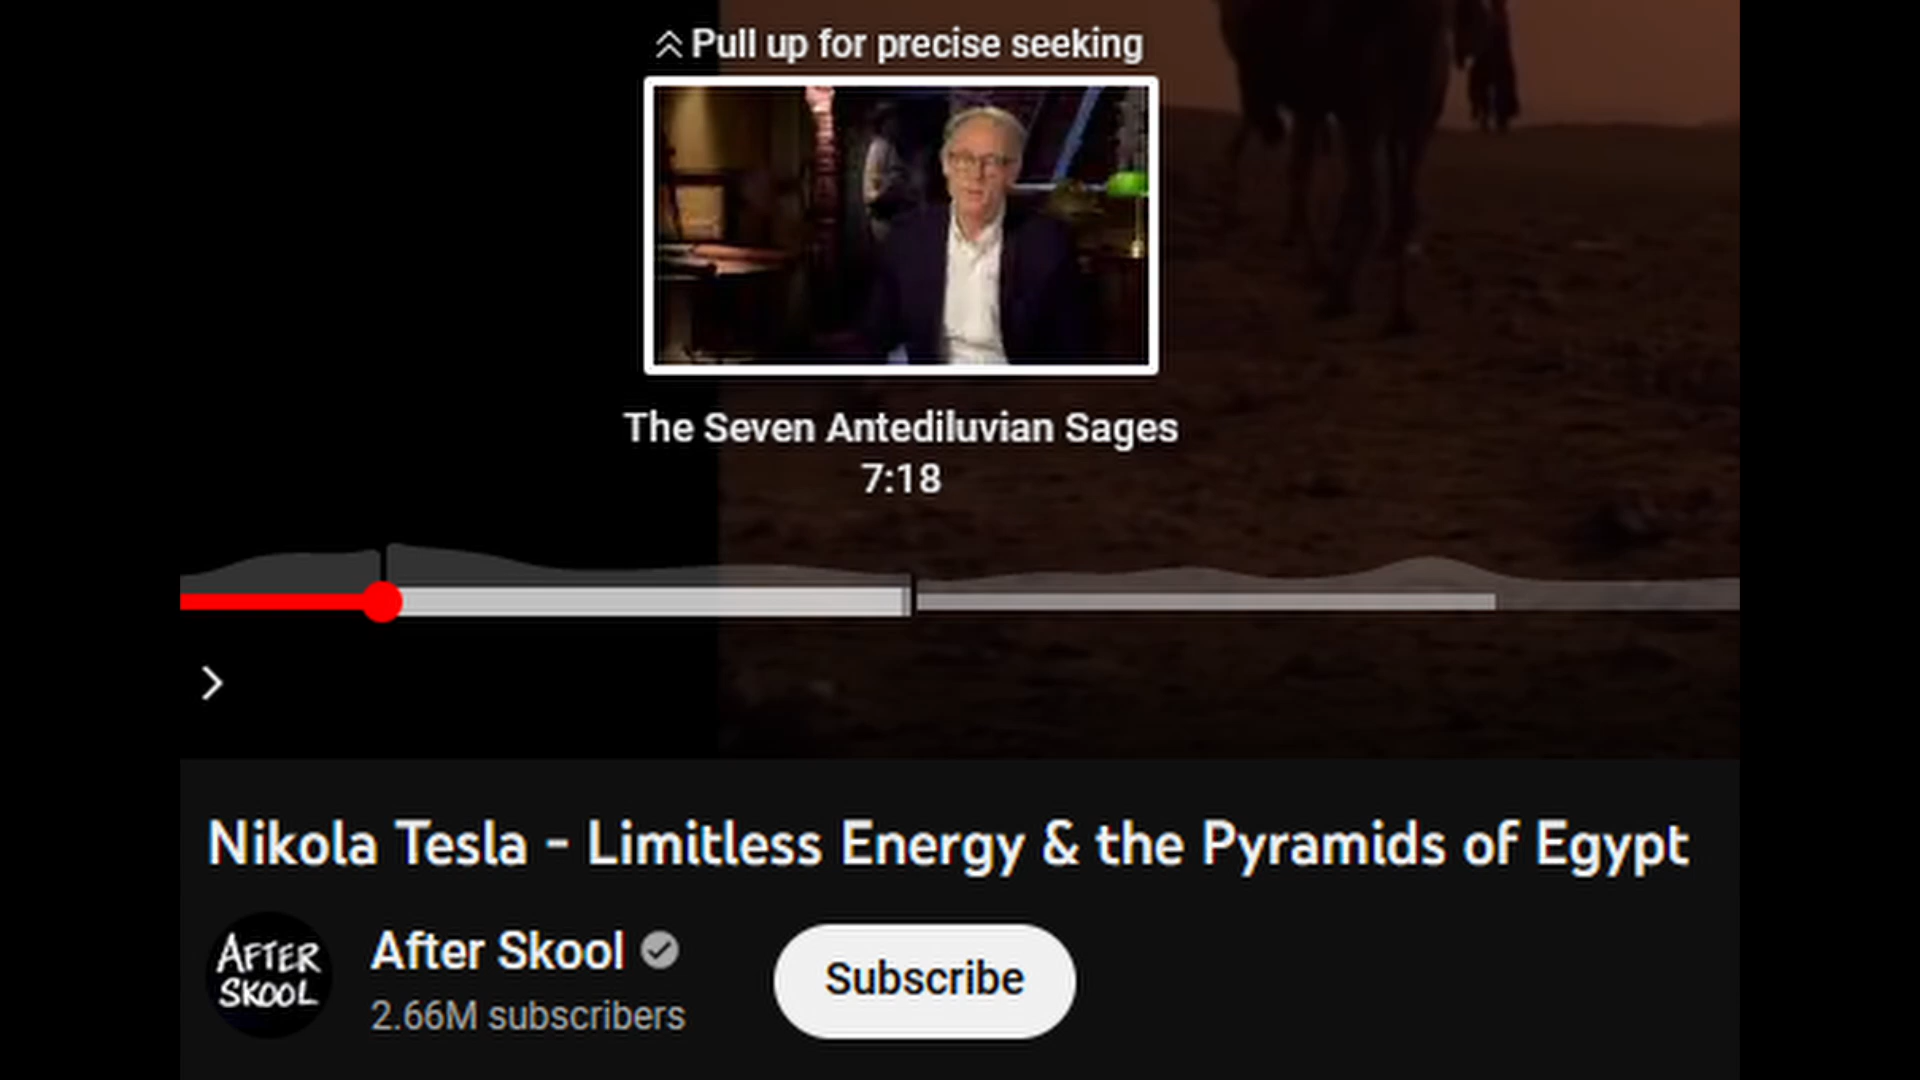 Pull up for precise seeking
The Seven Antediluvian Sages
7:18
Nikola Tesla - Limitless Energy & the Pyramids of Egypt
AFTER
SKOOL
After Skool
2.66M subscribers
Subscribe